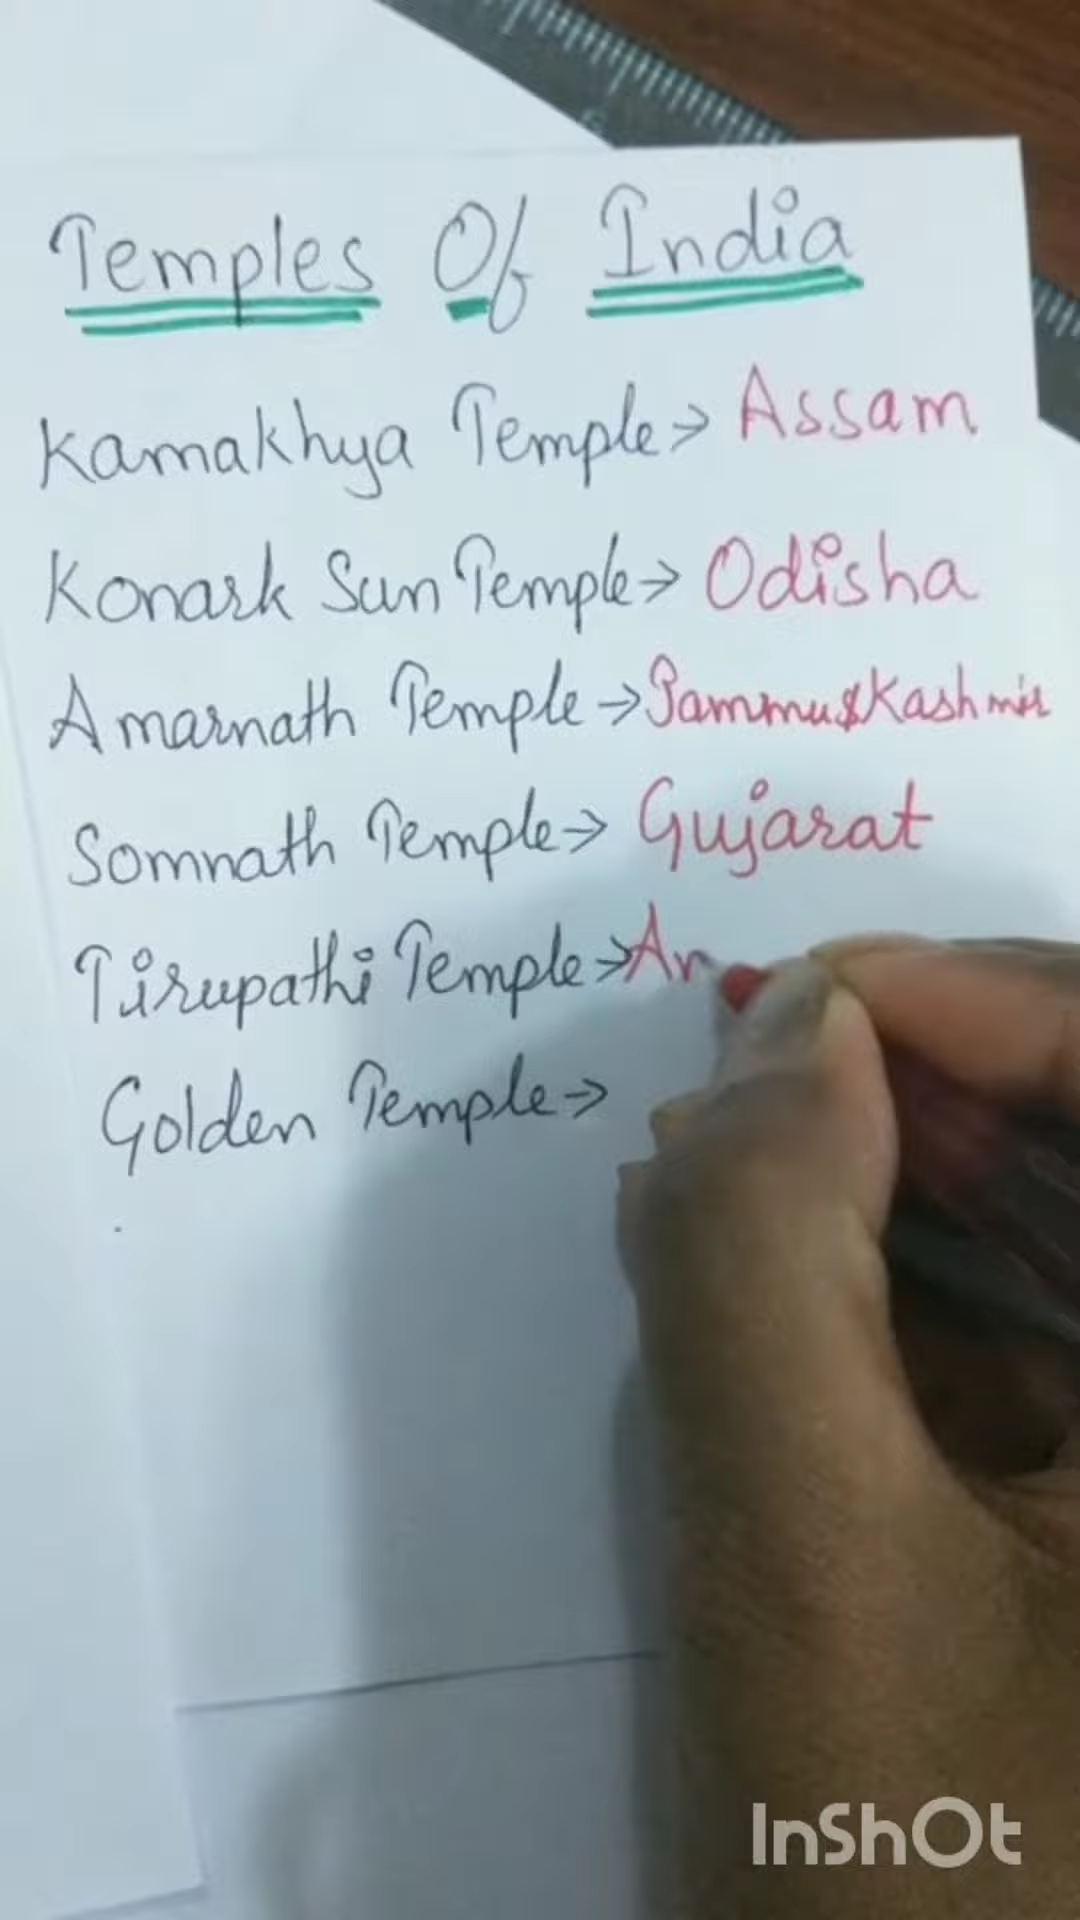 Temples Of India
Kamakhya Temple → Assam
Konark Sun Temple → Odisha
Amarnath Temple → Jammu & Kashmir
Somnath Temple → Gujarat
Tirupathi Temple → An
Golden Temple →
InShOt